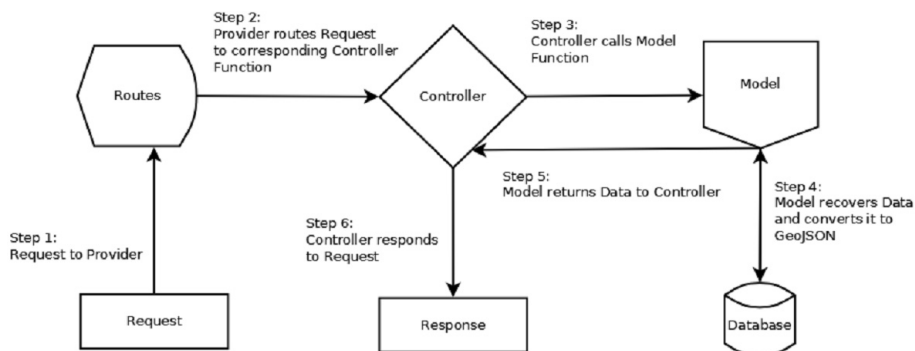 Step 2:
Provider routes Request
to corresponding Controller
Function
Step 3:
Controller calls Model
Function
Routes
Controller
Model
Step 5:
Model returns Data to Controller
Step 4:
Model recovers Data
and converts it to
GeoJSON
Step 1:
Request to Provider
Step 6:
Controller responds
to Request
Request
Response
Database